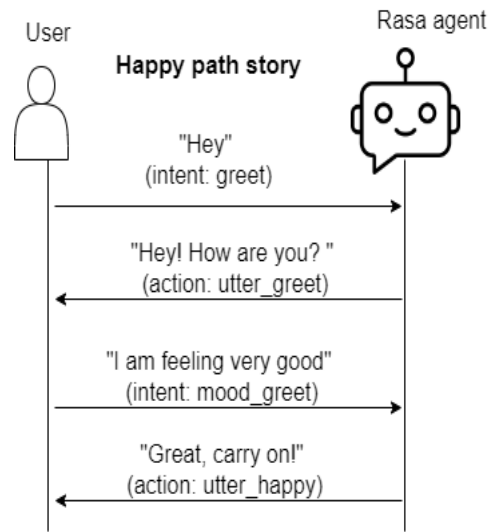 User
Rasa agent
Happy path story
"Hey"
(intent: greet)
"Hey! How are you? "
(action: utter_greet)
"I am feeling very good"
(intent: mood_greet)
"Great, carry on!"
(action: utter_happy)